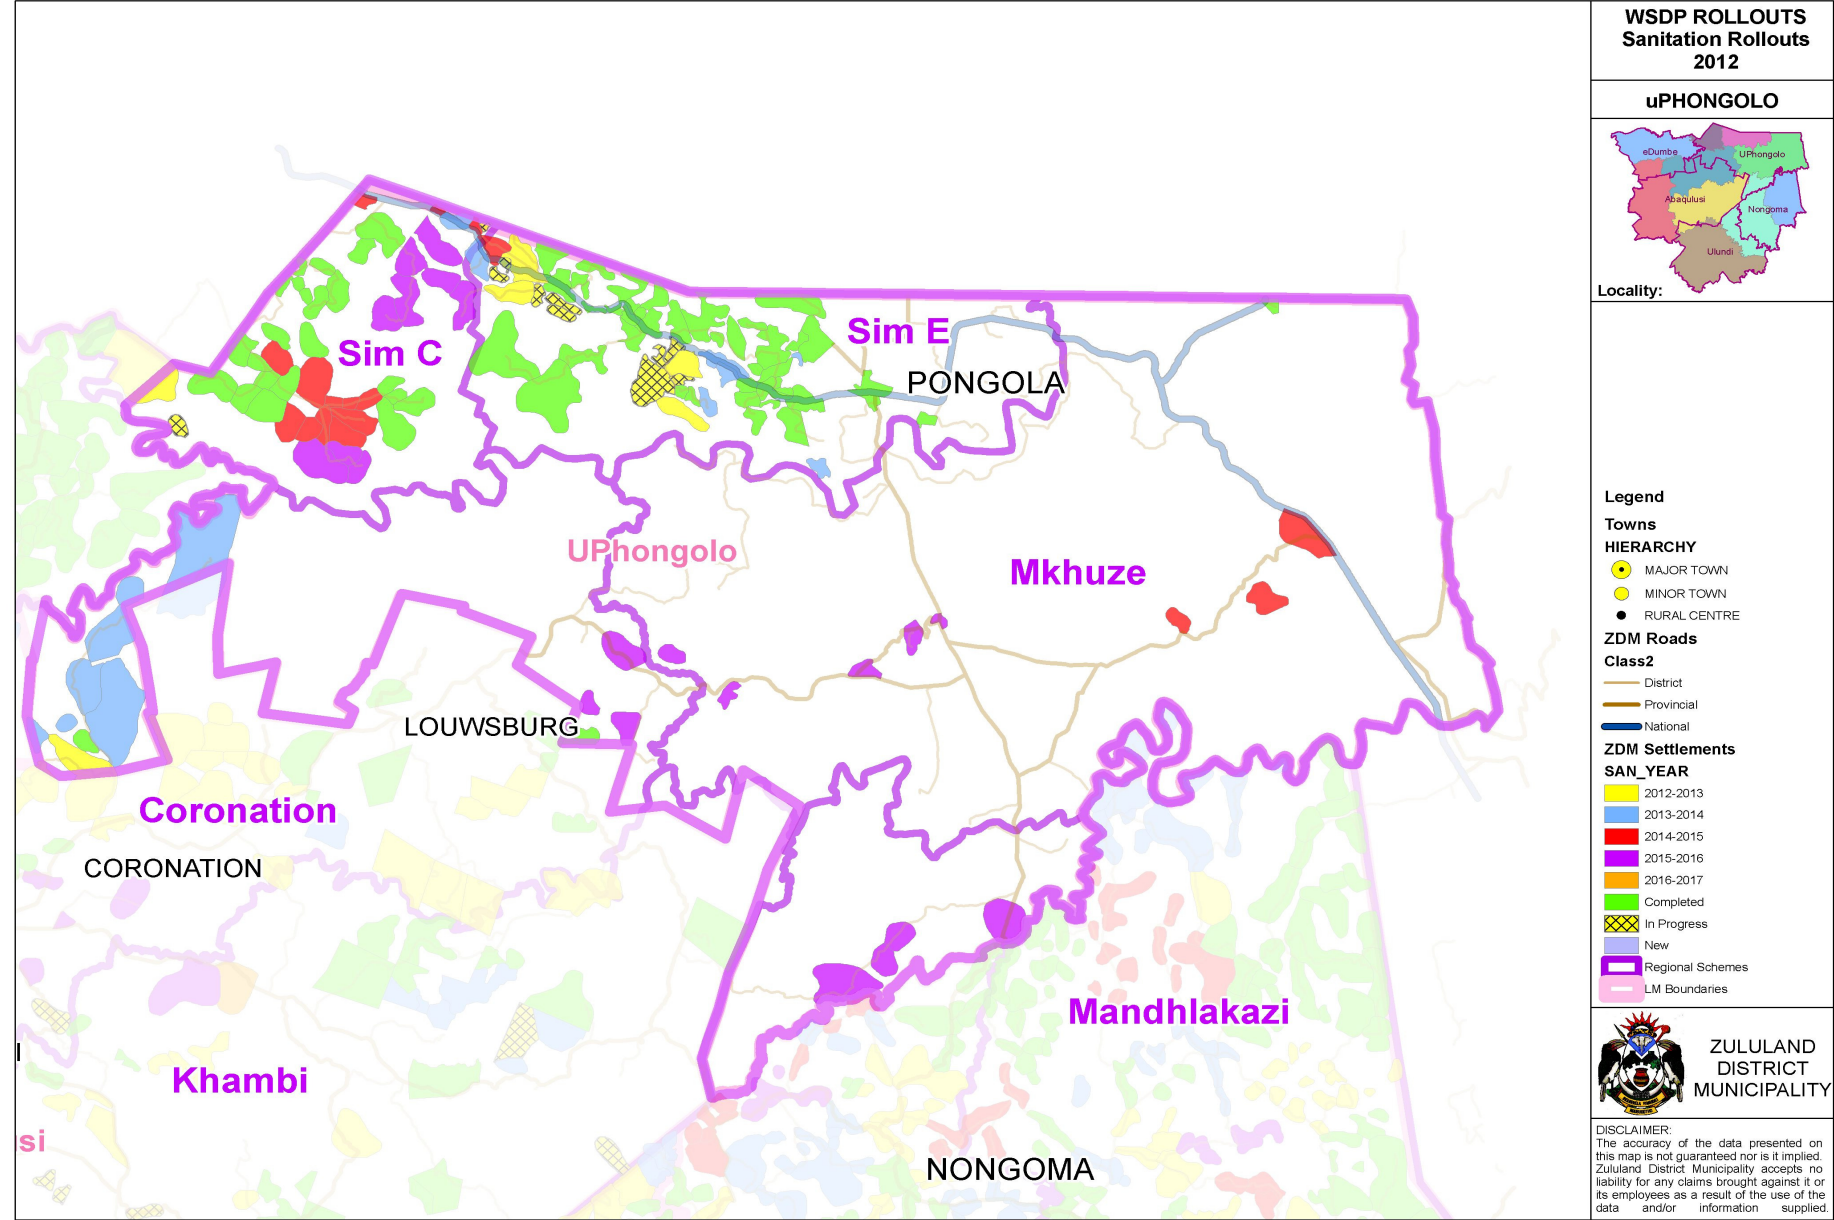 WSDP ROLLOUTS
Sanitation Rollouts
2012
uPHONGOLO
eDumbe
UPhongolo
Abaqulusi
Nongoma
Ulundi
Locality:
Sim C
Sim E
PONGOLA
UPhongolo
Mkhuze
LOUWSBURG
Coronation
CORONATION
Mandhlakazi
Khambi
si
NONGOMA
Legend
Towns
HIERARCHY
MAJOR TOWN
MINOR TOWN
RURAL CENTRE
ZDM Roads
Class2
District
Provincial
National
ZDM Settlements
SAN_YEAR
2012-2013
2013-2014
2014-2015
2015-2016
2016-2017
Completed
In Progress
New
Regional Schemes
LM Boundaries
ZULULAND
DISTRICT
MUNICIPALITY
DISCLAIMER:
The accuracy of the data presented on
this map is not guaranteed nor is it implied.
Zululand District Municipality accepts no
liability for any claims brought against it or
its employees as a result of the use of the
data and/or information supplied.